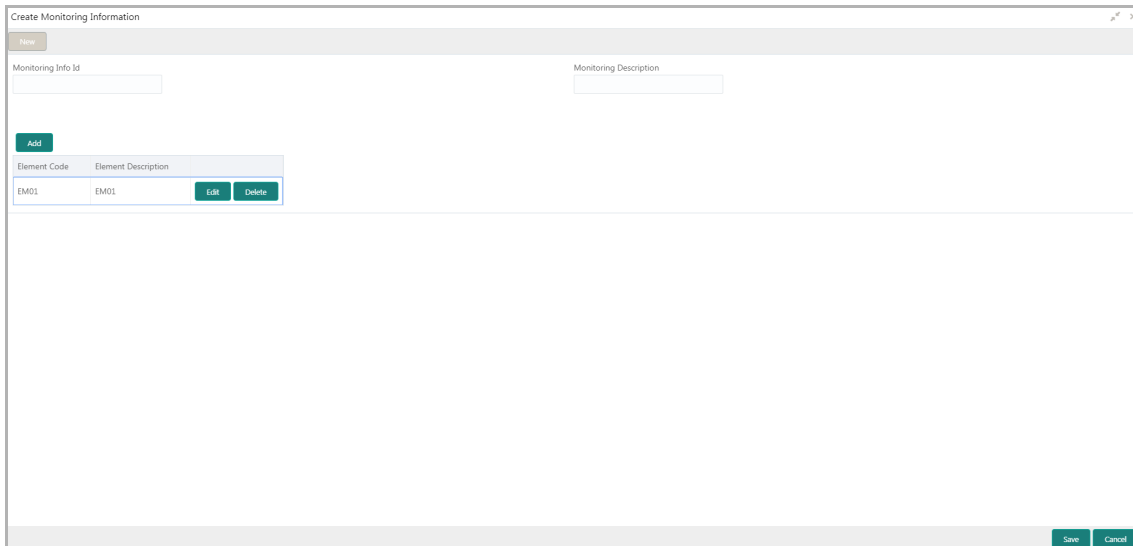 Create Monitoring Information
New
Monitoring Info Id
Monitoring Description
Add
Element Code Element Description
EM01 EM01 Edit Delete
Save Cancel